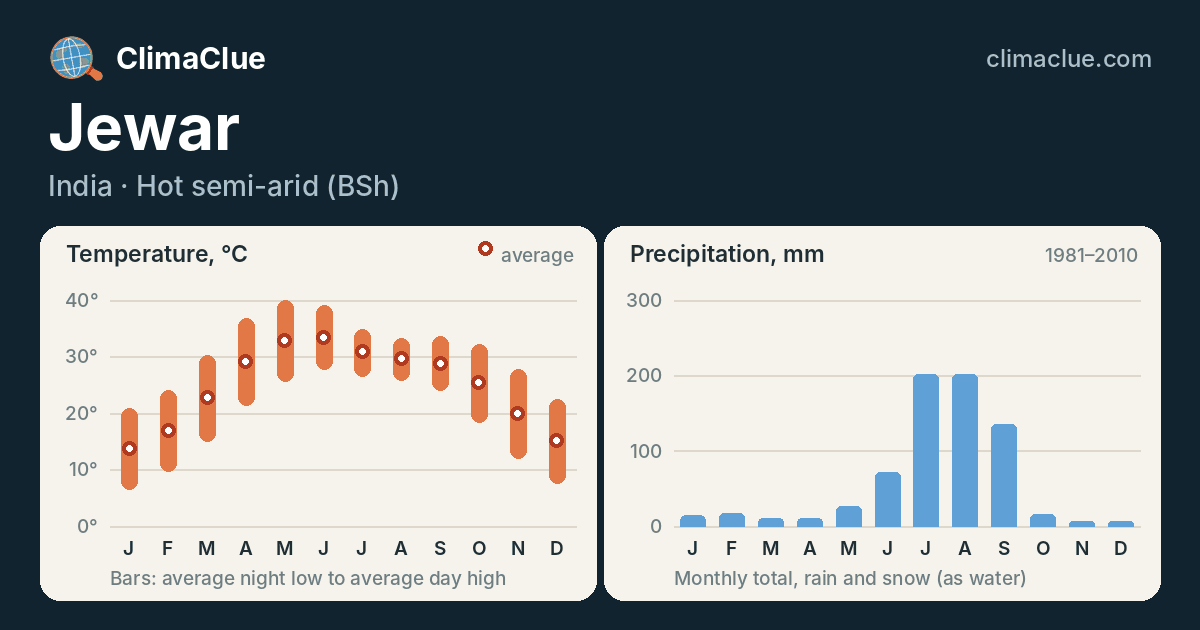 ClimaClue
climaclue.com
Jewar
India · Hot semi-arid (BSh)
Temperature, °C
average
40°
30°
20°
10°
0°
J F M A M J J A S O N D
Bars: average night low to average day high
Precipitation, mm
1981–2010
300
200
100
0
J F M A M J J A S O N D
Monthly total, rain and snow (as water)